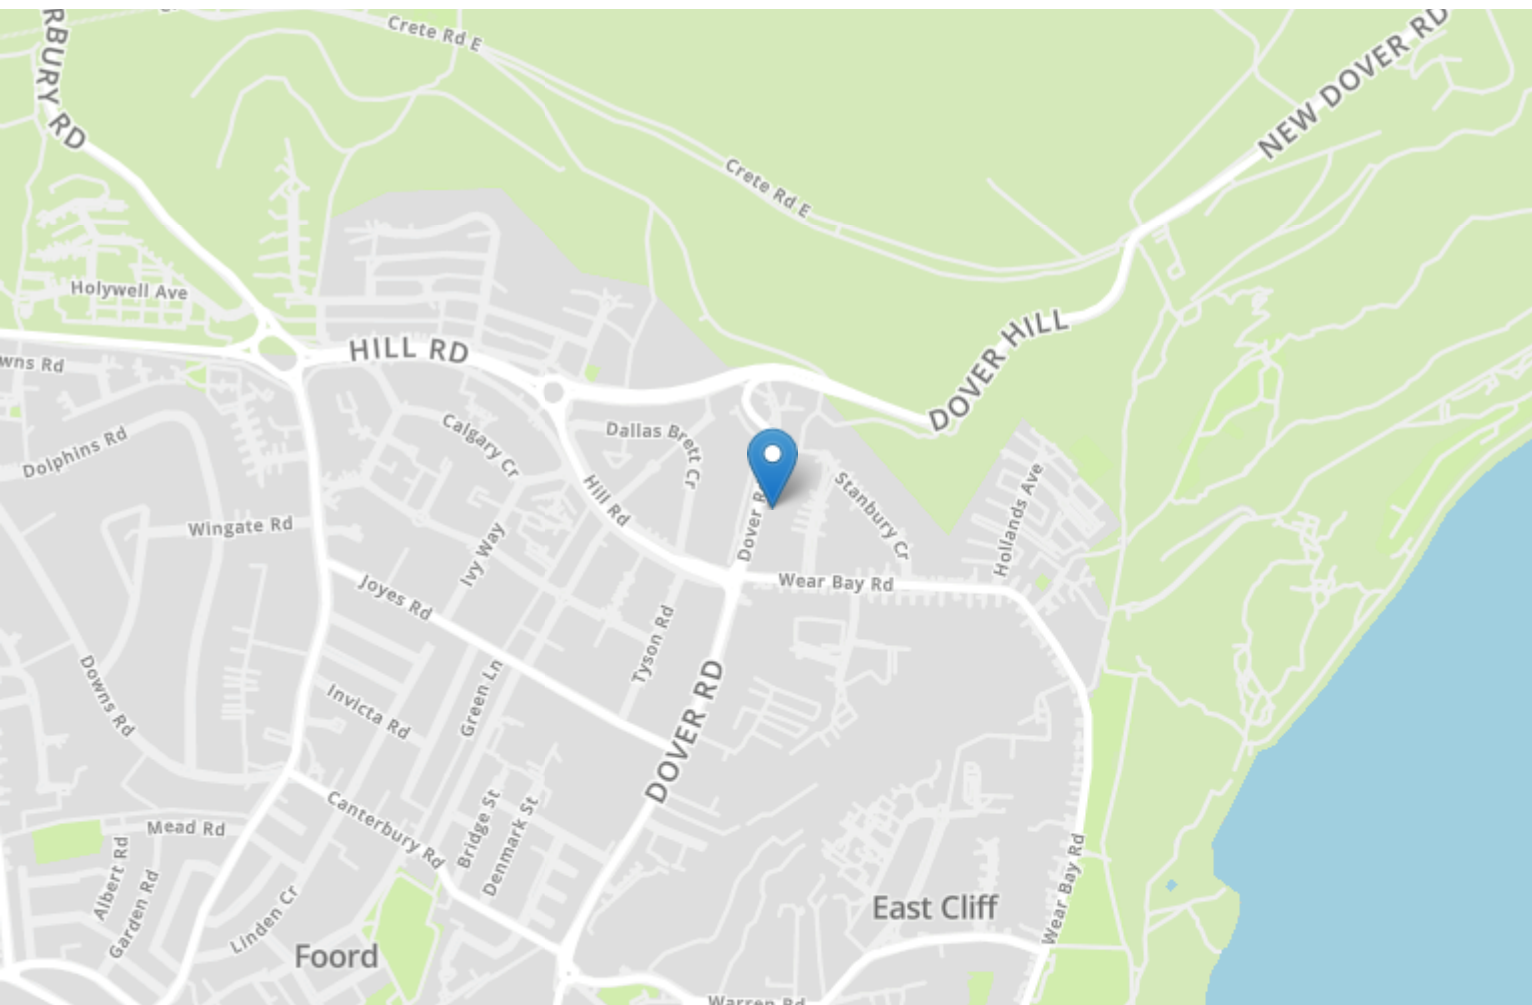 Crete Rd E
RBURY RD
NEW DOVER RD
Crete Rd E
Holywell Ave
HILL RD
DOVER HILL
wns Rd
Dolphins Rd
Calgary Cr
Dallas Brett Cr
Hill Rd
Stanbury Cr
Hollands Ave
Wingate Rd
Ivy Way
Dover R
Wear Bay Rd
Joyes Rd
Tyson Rd
Downs Rd
Invicta Rd
Green Ln
DOVER RD
Canterbury Rd
Mead Rd
Bridge St
Denmark St
Albert Rd
Garden Rd
Linden Cr
Wear Bay Rd
East Cliff
Foord
Warren Rd